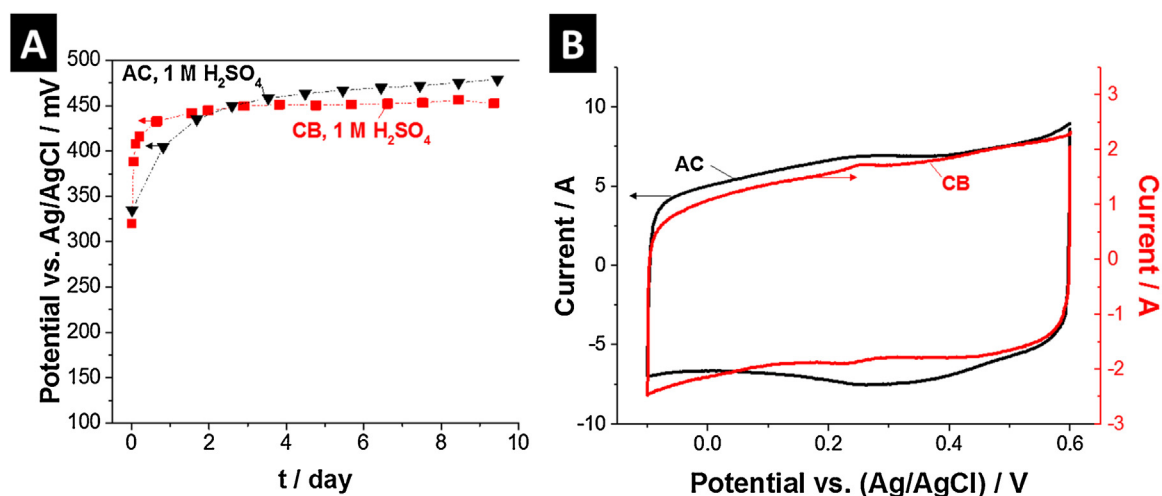 A
Potential vs. Ag/AgCl / mV
500
450
400
350
300
250
200
150
100
AC, 1 M H₂SO₄
CB, 1 M H₂SO₄
0 2 4 6 8 10
t / day
B
Current / A
10
5
0
-5
-10
AC
CB
3
2
1
0
-1
-2
-3
Current / A
0.0 0.2 0.4 0.6
Potential vs. (Ag/AgCl) / V